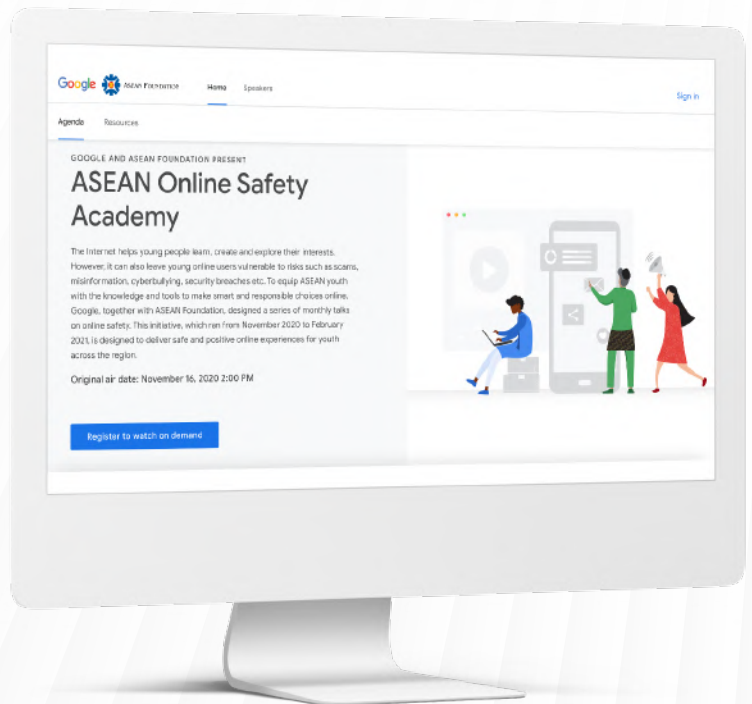 Google ASEAN FOUNDATION Home Speakers Sign in
Agenda Resources
GOOGLE AND ASEAN FOUNDATION PRESENT
ASEAN Online Safety
Academy
The Internet helps young people learn, create and explore their interests.
However, it can also leave young online users vulnerable to risks such as scams,
misinformation, cyberbullying, security breaches etc. To equip ASEAN youth
with the knowledge and tools to make smart and responsible choices online.
Google, together with ASEAN Foundation, designed a series of monthly talks
on online safety. This initiative, which ran from November 2020 to February
2021, is designed to deliver safe and positive online experiences for youth
across the region.
Original air date: November 16, 2020 2:00 PM
Register to watch on demand